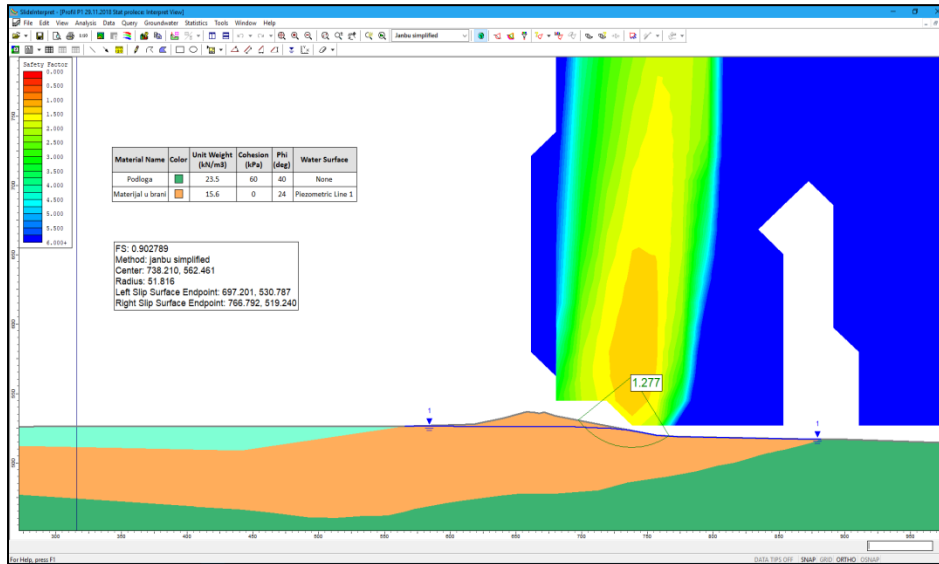 SlideInterpret - [Profil P1 29.11.2018 Stat prolece: Interpret View]
File Edit View Analysis Data Query Groundwater Statistics Tools Window Help
Janbu simplified
Safety Factor
0.000
0.500
1.000
1.500
2.000
2.500
3.000
3.500
4.000
4.500
5.000
5.500
6.000+
Material Name Color Unit Weight (kN/m3) Cohesion (kPa) Phi (deg) Water Surface
Podloga 23.5 60 40 None
Materijal u brani 15.6 0 24 Piezometric Line 1
FS: 0.902789
Method: janbu simplified
Center: 738.210, 562.461
Radius: 51.816
Left Slip Surface Endpoint: 697.201, 530.787
Right Slip Surface Endpoint: 766.792, 519.240
1.277
1
1
300 350 400 450 500 550 600 650 700 750 800 850 900 950
For Help, press F1
DATA TIPS OFF SNAP GRID ORTHO OSNAP